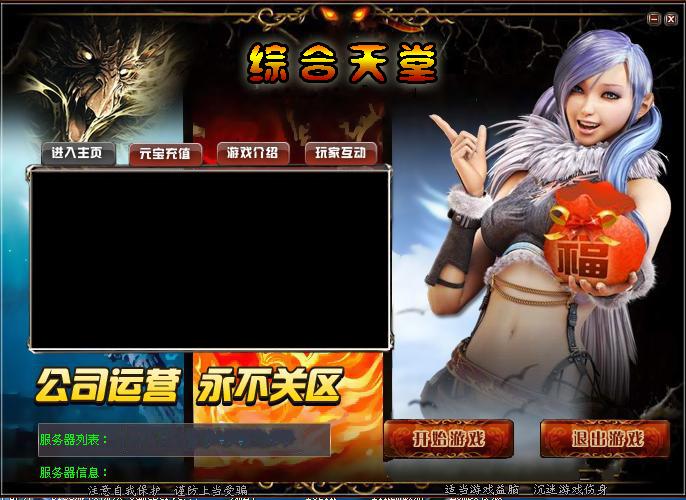 综合天堂
进入主页 元宝充值 游戏介绍 玩家互动
福
公司运营 永不关区
服务器列表：
开始游戏 退出游戏
服务器信息：
注意自我保护 谨防上当受骗 适当游戏益脑 沉迷游戏伤身